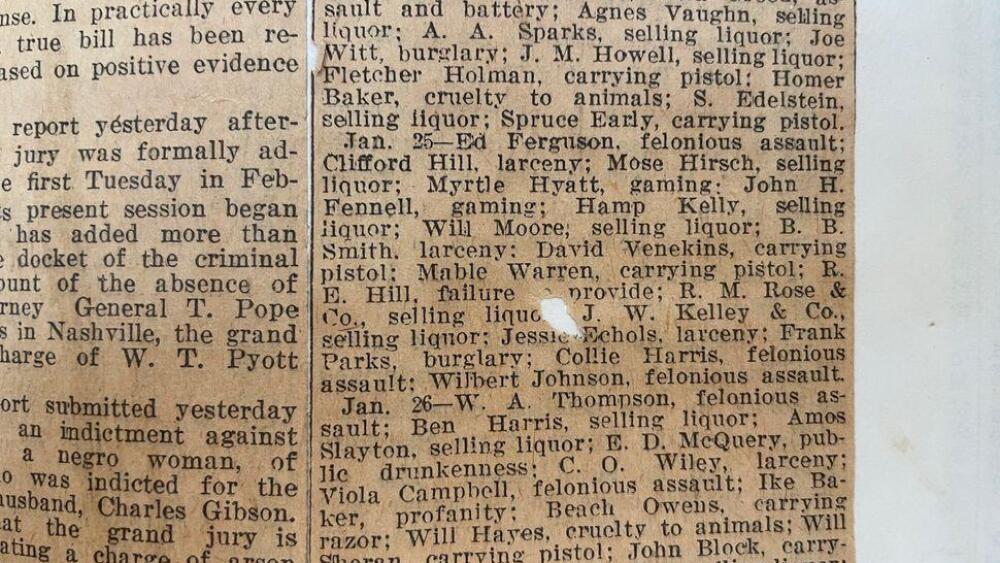 nse. In practically every
true bill has been re-
ased on positive evidence
report yesterday after-
jury was formally ad-
e first Tuesday in Feb-
s present session began
has added more than
e docket of the criminal
ount of the absence of
rney General T. Pope
s in Nashville, the grand
harge of W. T. Pyott
ort submitted yesterday
an indictment against
a negro woman, of
o was indicted for the
usband, Charles Gibson.
at the grand jury is
ating a charge of arson
sault and battery; Agnes Vaughn, selling
liquor; A. A. Sparks, selling liquor; Joe
Witt, burglary; J. M. Howell, selling liquor;
Fletcher Holman, carrying pistol; Homer
Baker, cruelty to animals; S. Edelstein,
selling liquor; Spruce Early, carrying pistol.
Jan. 25—Ed Ferguson, felonious assault;
Clifford Hill, larceny; Mose Hirsch, selling
liquor; Myrtle Hyatt, gaming; John H.
Fennell, gaming; Hamp Kelly, selling
liquor; Will Moore, selling liquor; B. B.
Smith, larceny; David Venekins, carrying
pistol; Mable Warren, carrying pistol; R.
E. Hill, failure provide; R. M. Rose &
Co., selling liquo J. W. Kelley & Co.,
selling liquor; Jessie Echols, larceny; Frank
Parks, burglary; Collie Harris, felonious
assault; Wilbert Johnson, felonious assault.
Jan. 26—W. A. Thompson, felonious as-
sault; Ben Harris, selling liquor; Amos
Slayton, selling liquor; E. D. McQuery, pub-
lic drunkenness; C. O. Wiley, larceny;
Viola Campbell, felonious assault; Ike Ba-
ker, profanity; Beach Owens, carrying
razor; Will Hayes, cruelty to animals; Will
carrying pistol; John Block, carry-